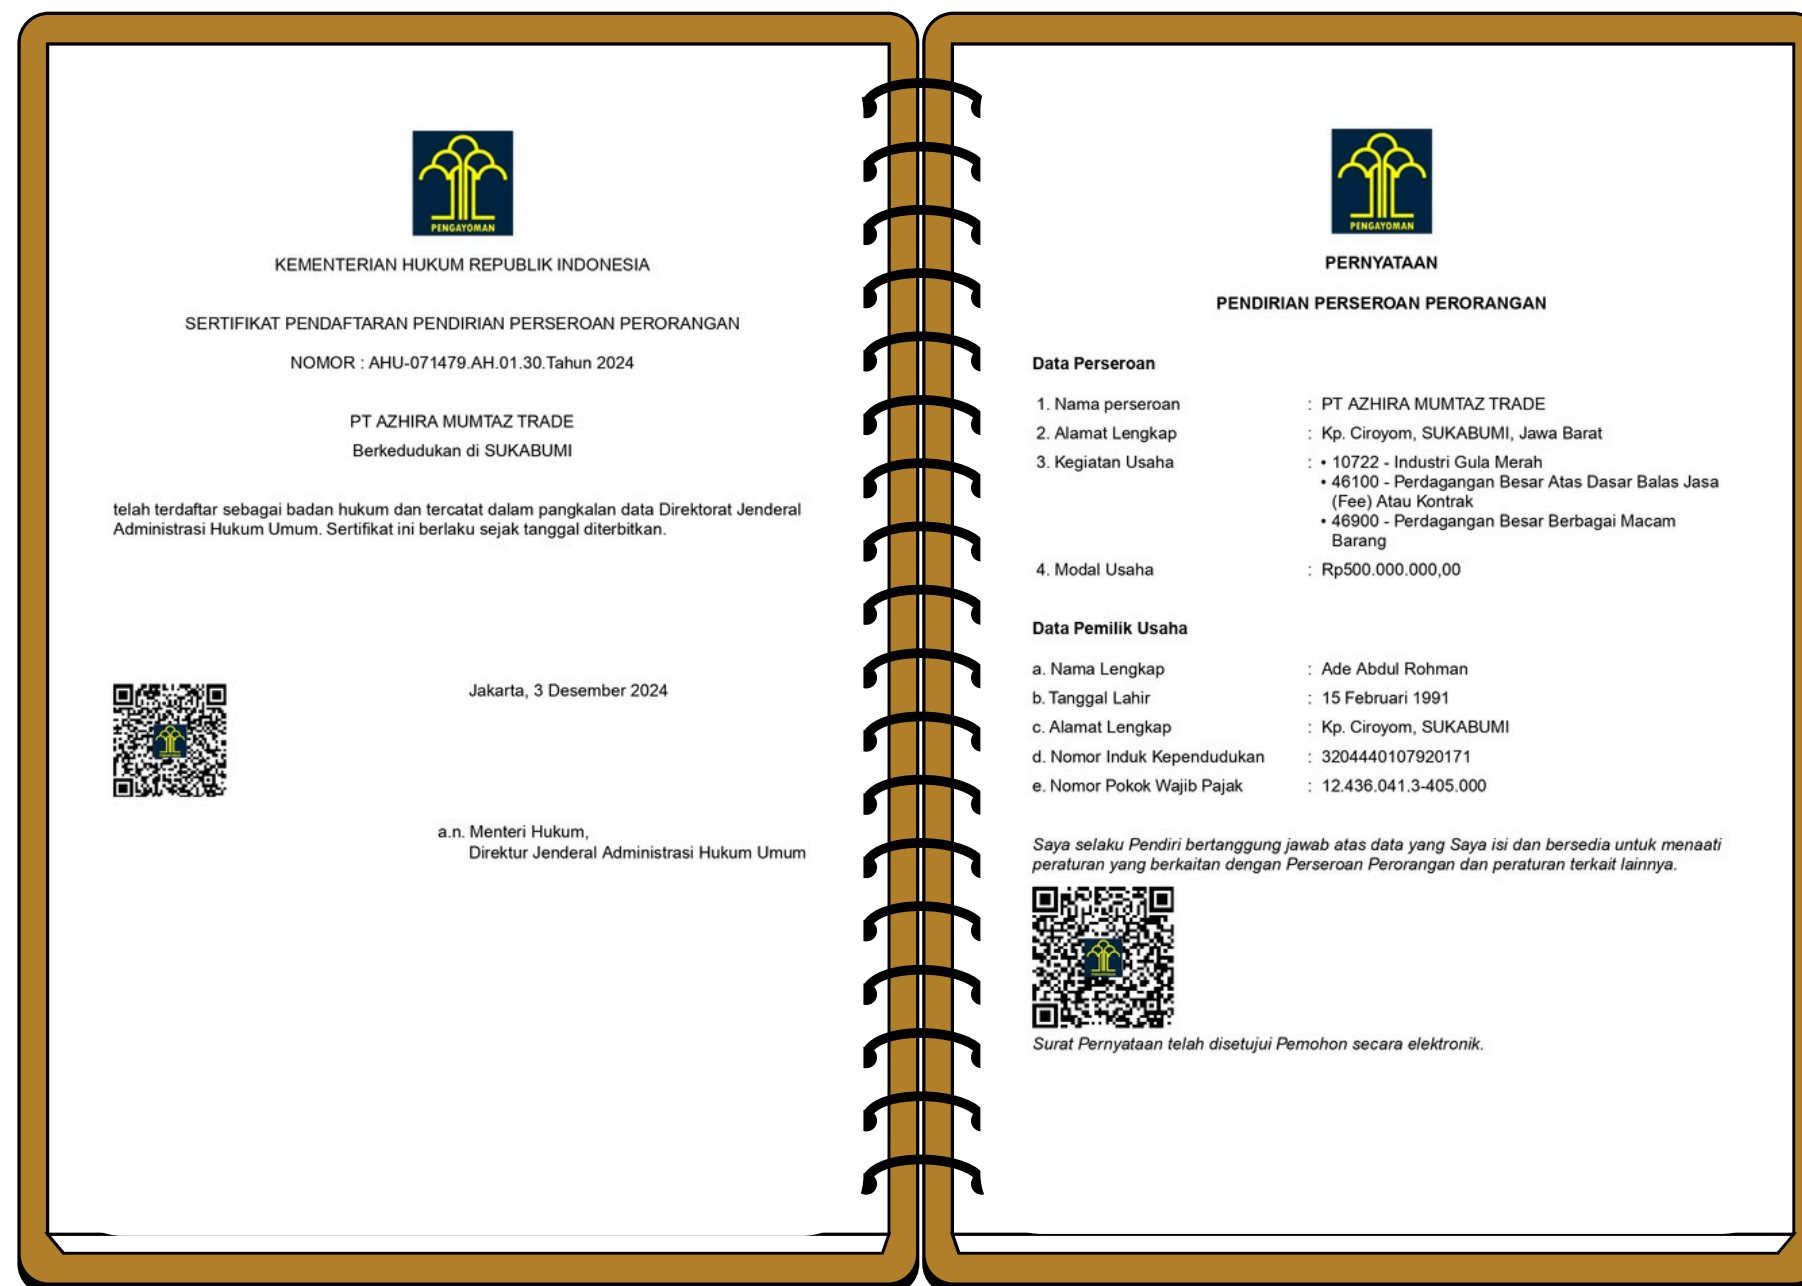 PENGAYOMAN
KEMENTERIAN HUKUM REPUBLIK INDONESIA
SERTIFIKAT PENDAFTARAN PENDIRIAN PERSEROAN PERORANGAN
NOMOR : AHU-071479.AH.01.30.Tahun 2024
PT AZHIRA MUMTAZ TRADE
Berkedudukan di SUKABUMI
telah terdaftar sebagai badan hukum dan tercatat dalam pangkalan data Direktorat Jenderal
Administrasi Hukum Umum. Sertifikat ini berlaku sejak tanggal diterbitkan.
Jakarta, 3 Desember 2024
a.n. Menteri Hukum,
Direktur Jenderal Administrasi Hukum Umum
PENGAYOMAN
PERNYATAAN
PENDIRIAN PERSEROAN PERORANGAN
Data Perseroan
1. Nama perseroan : PT AZHIRA MUMTAZ TRADE
2. Alamat Lengkap : Kp. Ciroyom, SUKABUMI, Jawa Barat
3. Kegiatan Usaha : • 10722 - Industri Gula Merah
• 46100 - Perdagangan Besar Atas Dasar Balas Jasa
(Fee) Atau Kontrak
• 46900 - Perdagangan Besar Berbagai Macam
Barang
4. Modal Usaha : Rp500.000.000,00
Data Pemilik Usaha
a. Nama Lengkap : Ade Abdul Rohman
b. Tanggal Lahir : 15 Februari 1991
c. Alamat Lengkap : Kp. Ciroyom, SUKABUMI
d. Nomor Induk Kependudukan : 3204440107920171
e. Nomor Pokok Wajib Pajak : 12.436.041.3-405.000
Saya selaku Pendiri bertanggung jawab atas data yang Saya isi dan bersedia untuk menaati
peraturan yang berkaitan dengan Perseroan Perorangan dan peraturan terkait lainnya.
Surat Pernyataan telah disetujui Pemohon secara elektronik.